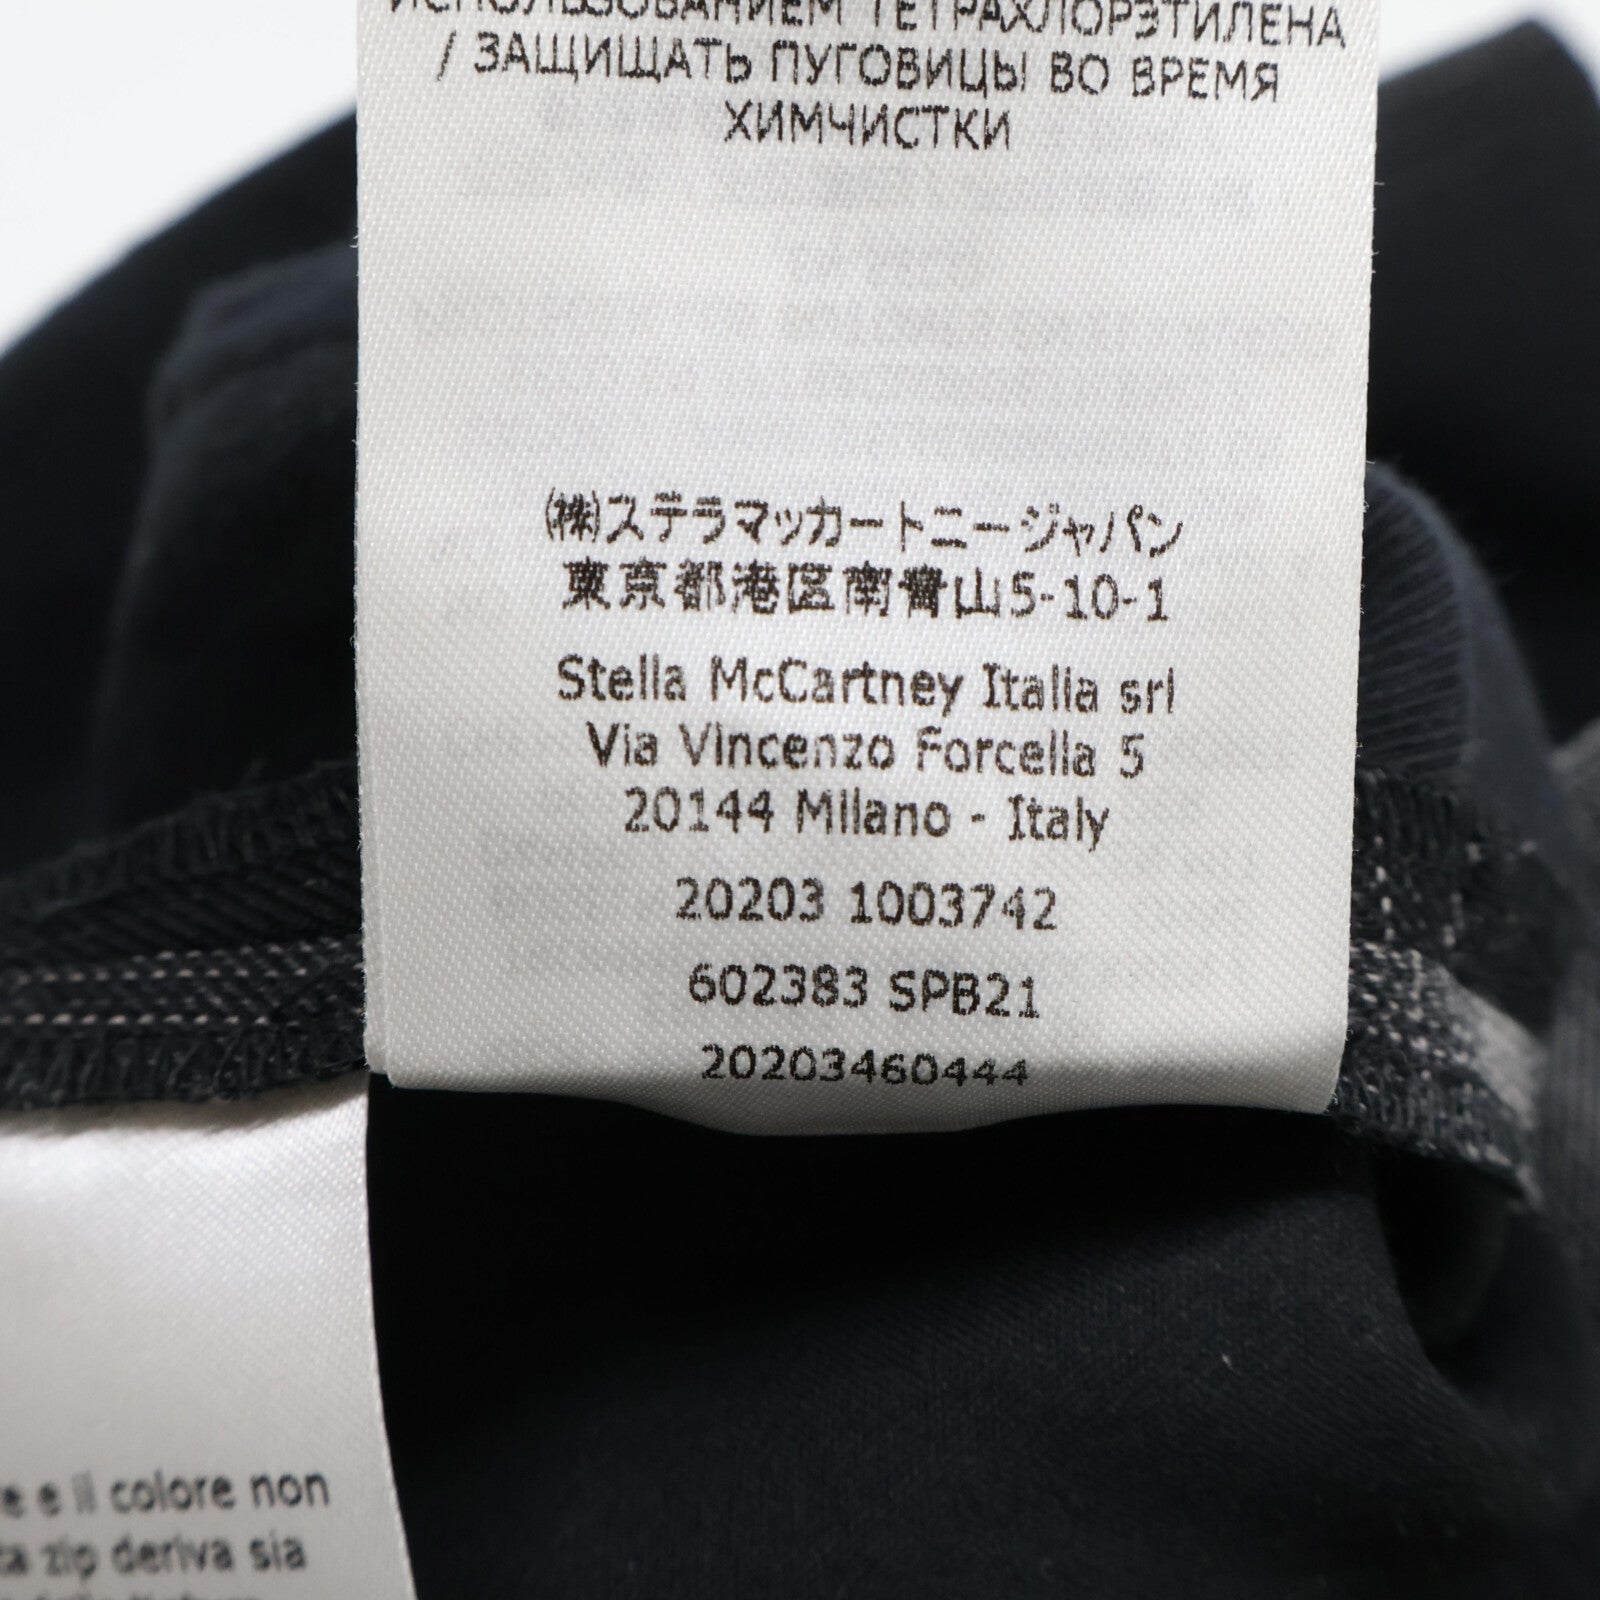 ИСПОЛЬЗОВАНИЕМ ТЕТРАХЛОРЭТИЛЕНА
/ ЗАЩИЩАТЬ ПУГОВИЦЫ ВО ВРЕМЯ
ХИМЧИСТКИ
㈱ステラマッカートニージャパン
東京都港区南青山5-10-1
Stella McCartney Italia srl
Via Vincenzo Forcella 5
20144 Milano - Italy
20203 1003742
602383 SPB21
20203460444
e e il colore non
zip deriva sia